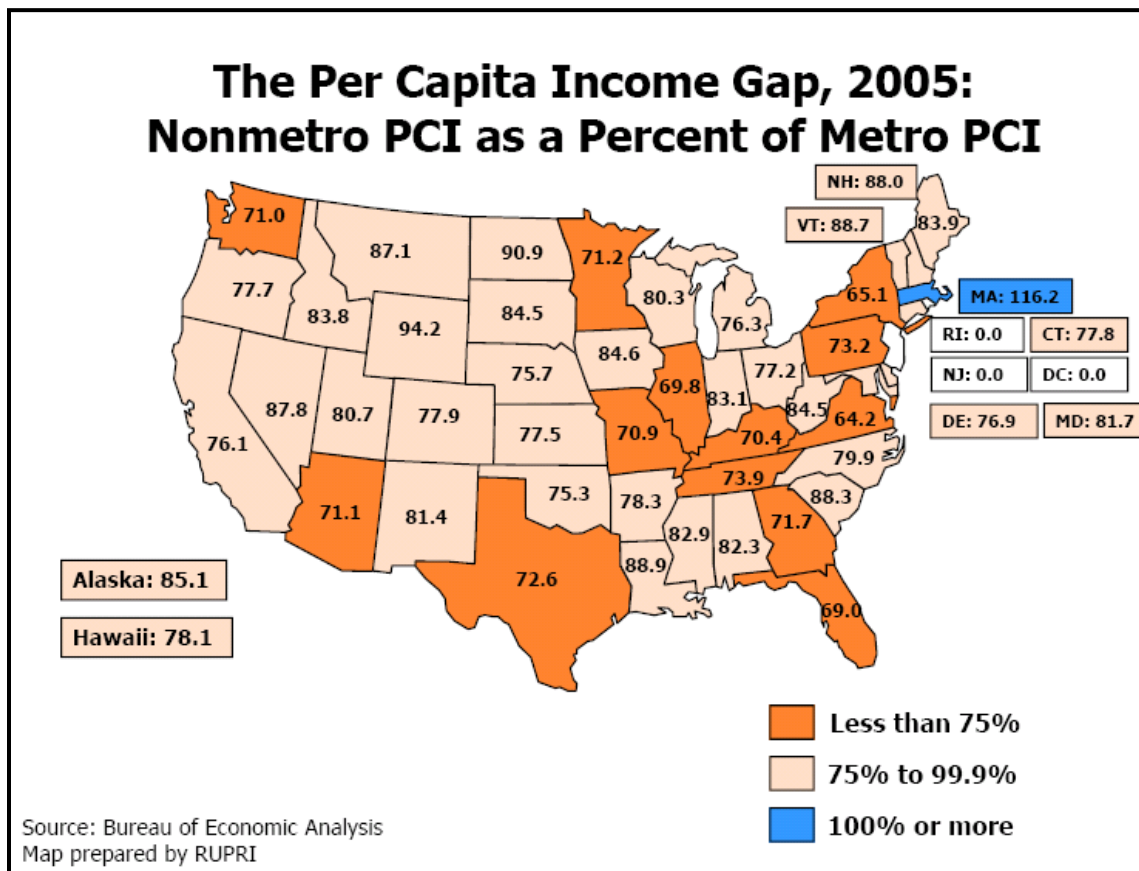 The Per Capita Income Gap, 2005:
Nonmetro PCI as a Percent of Metro PCI
NH: 88.0
VT: 88.7
83.9
71.0
87.1
90.9
71.2
65.1
MA: 116.2
77.7
83.8
94.2
84.5
80.3
76.3
73.2
RI: 0.0
CT: 77.8
84.6
75.7
77.2
NJ: 0.0
DC: 0.0
87.8
80.7
77.9
77.5
69.8
83.1
84.5
64.2
DE: 76.9
MD: 81.7
76.1
70.9
70.4
79.9
73.9
71.1
81.4
75.3
78.3
88.3
82.9
82.3
71.7
72.6
88.9
69.0
Alaska: 85.1
Hawaii: 78.1
Less than 75%
75% to 99.9%
100% or more
Source: Bureau of Economic Analysis
Map prepared by RUPRI